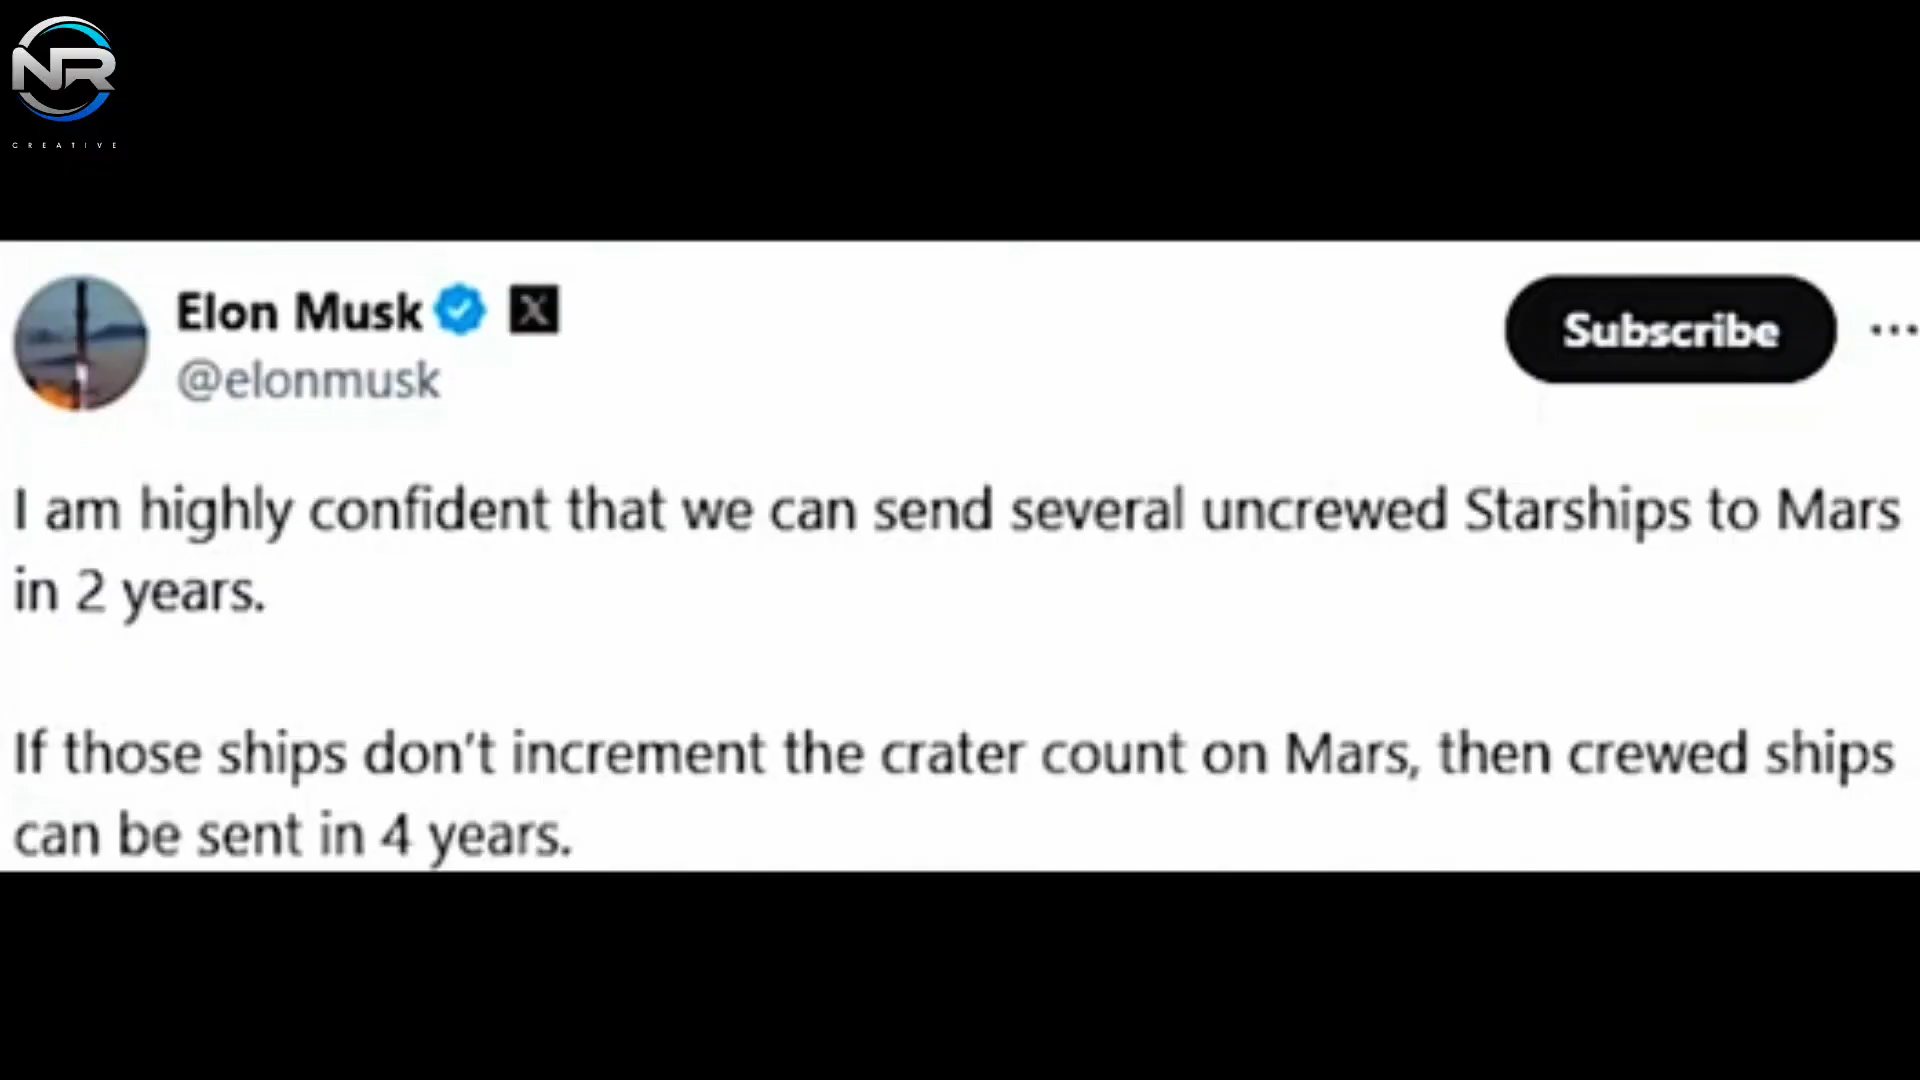 NR
CREATIVE
Elon Musk
@elonmusk
Subscribe
I am highly confident that we can send several uncrewed Starships to Mars
in 2 years.
If those ships don’t increment the crater count on Mars, then crewed ships
can be sent in 4 years.